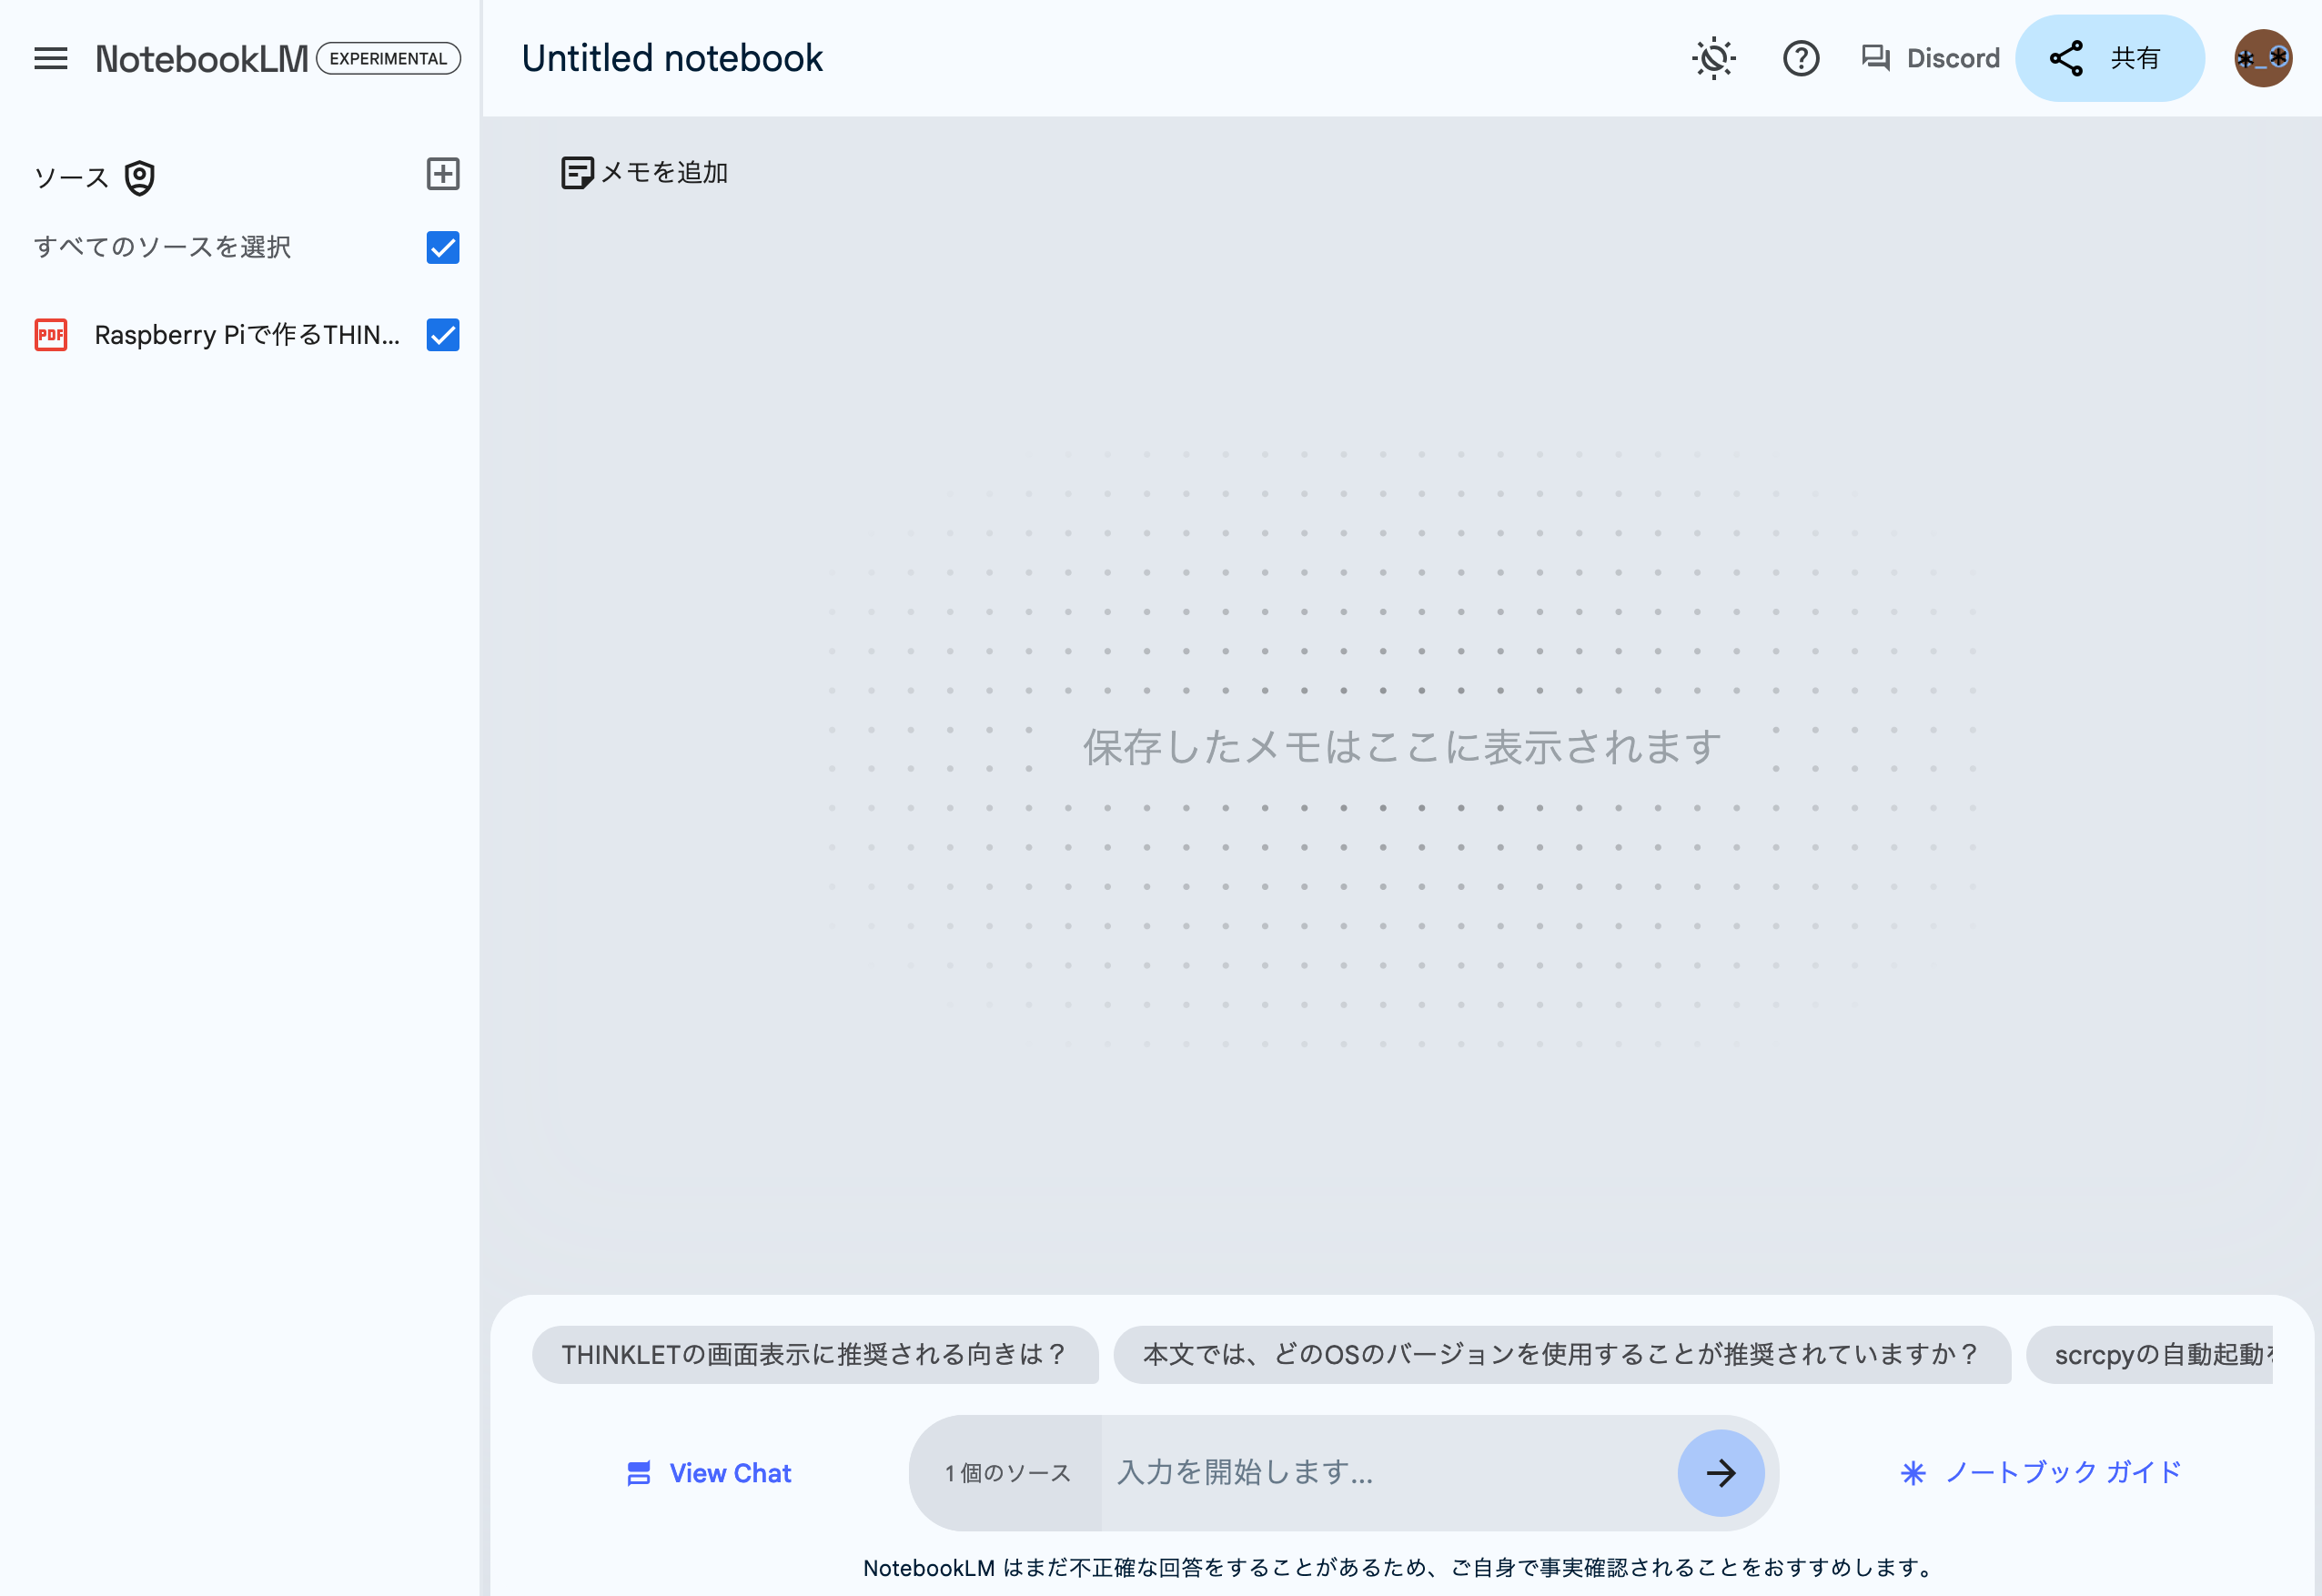 NotebookLM EXPERIMENTAL
Untitled notebook
Discord
共有
ソース
すべてのソースを選択
PDF Raspberry Piで作るTHIN...
メモを追加
保存したメモはここに表示されます
THINKLETの画面表示に推奨される向きは？
本文では、どのOSのバージョンを使用することが推奨されていますか？
scrcpyの自動起動
View Chat
1 個のソース
入力を開始します...
ノートブック ガイド
NotebookLM はまだ不正確な回答をすることがあるため、ご自身で事実確認されることをおすすめします。